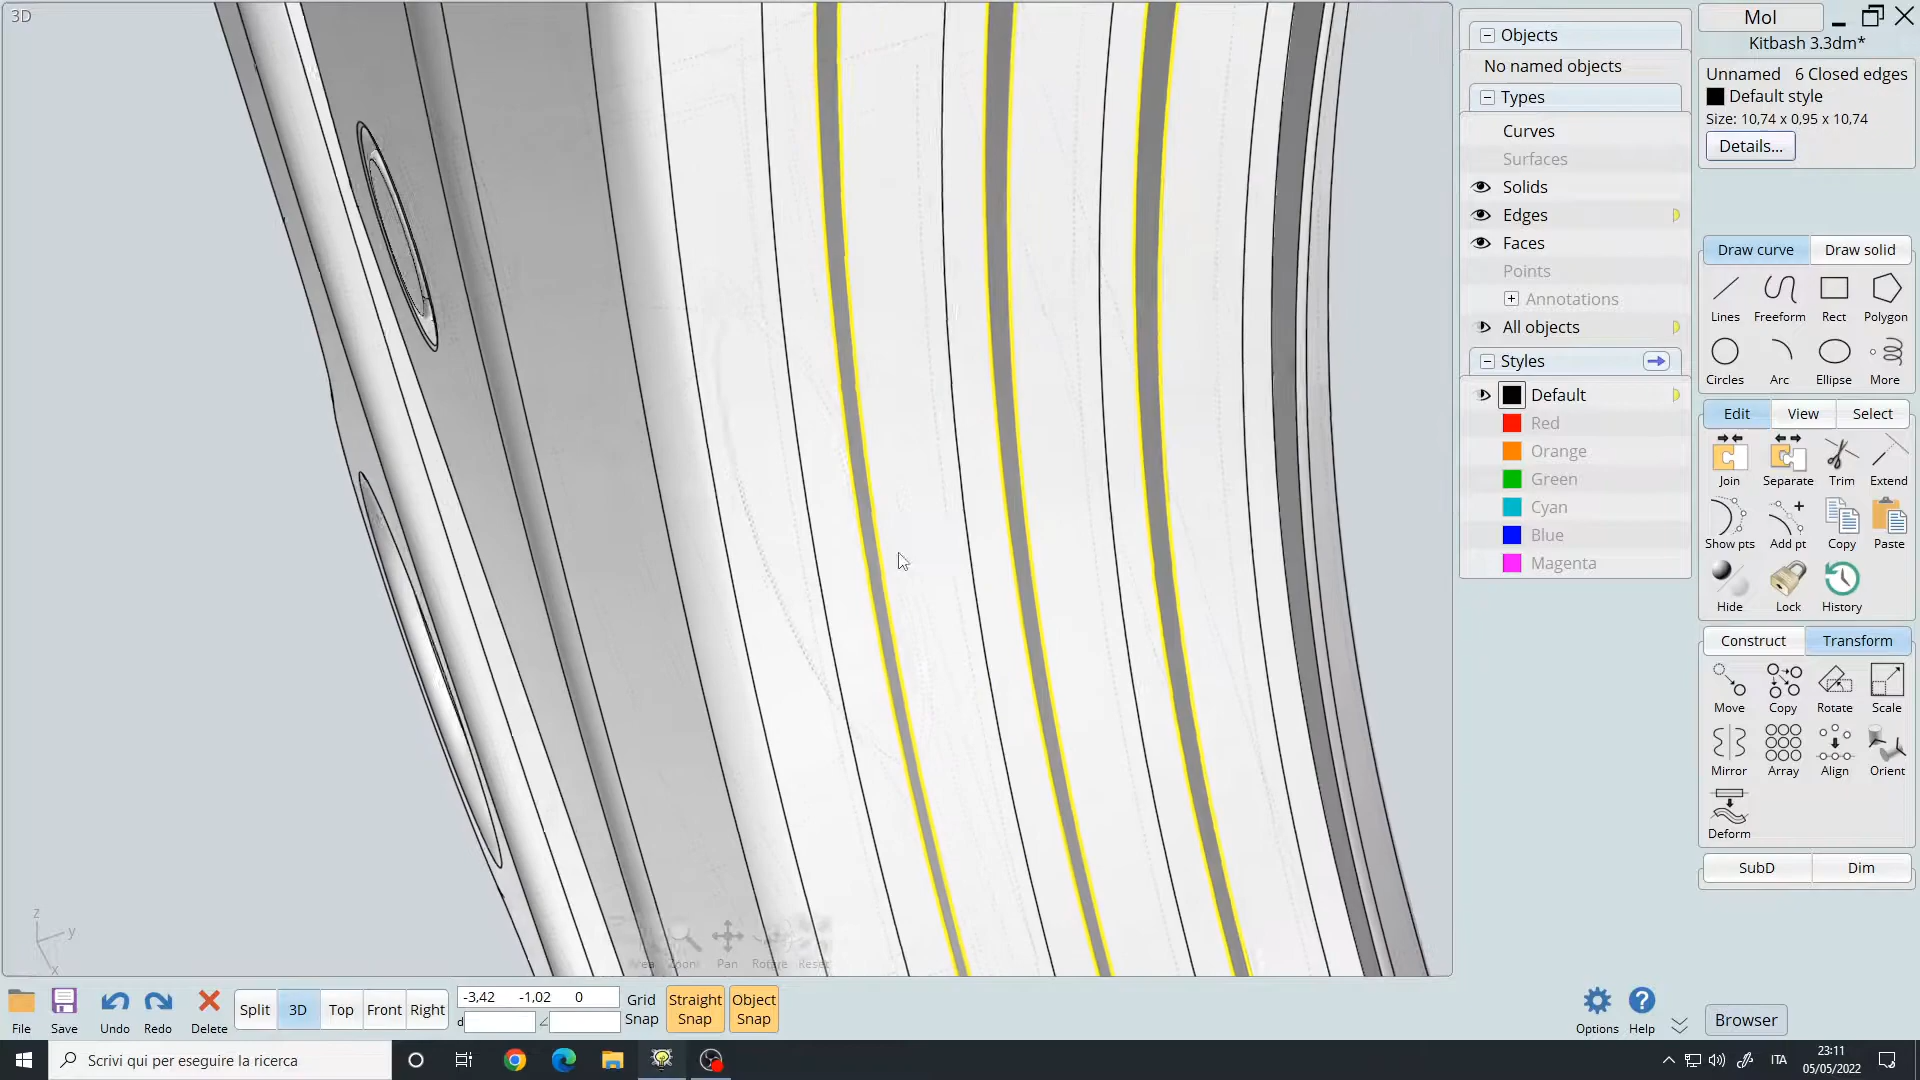 3D
MoI
Kitbash 3.3dm*
Unnamed 6 Closed edges
Default style
Size: 10,74 x 0,95 x 10,74
Details...
Objects
No named objects
Types
Curves
Surfaces
Solids
Edges
Faces
Points
Annotations
All objects
Styles
Default
Red
Orange
Green
Cyan
Blue
Magenta
Draw curve Draw solid
Lines Freeform Rect Polygon
Circles Arc Ellipse More
Edit View Select
Join Separate Trim Extend
Show pts Add pt Copy Paste
Hide Lock History
Construct Transform
Move Copy Rotate Scale
Mirror Array Align Orient
Deform
SubD Dim
z
y
x
Area Zoom Pan Rotate Reset
File Save Undo Redo Delete
Split 3D Top Front Right
-3,42 -1,02 0
d
Grid Snap
Straight Snap
Object Snap
Options Help
Browser
Scrivi qui per eseguire la ricerca
ITA
23:11
05/05/2022